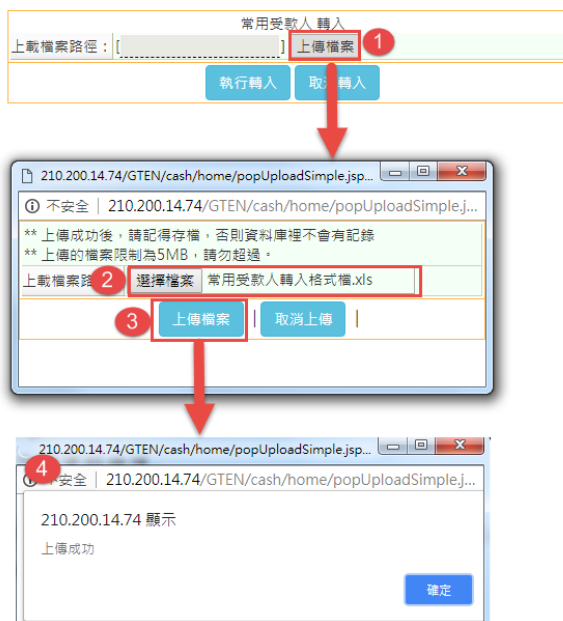 常用受款人 轉入
上載檔案路徑：[ ] 上傳檔案 1
執行轉入 取消轉入
210.200.14.74/GTEN/cash/home/popUploadSimple.jsp...
不安全 | 210.200.14.74/GTEN/cash/home/popUploadSimple.j...
** 上傳成功後，請記得存檔，否則資料庫裡不會有記錄
** 上傳的檔案限制為5MB，請勿超過。
上載檔案路 2 選擇檔案 常用受款人轉入格式檔.xls
3 上傳檔案 | 取消上傳 |
210.200.14.74/GTEN/cash/home/popUploadSimple.jsp...
4 不安全 | 210.200.14.74/GTEN/cash/home/popUploadSimple.j...
210.200.14.74 顯示
上傳成功
確定